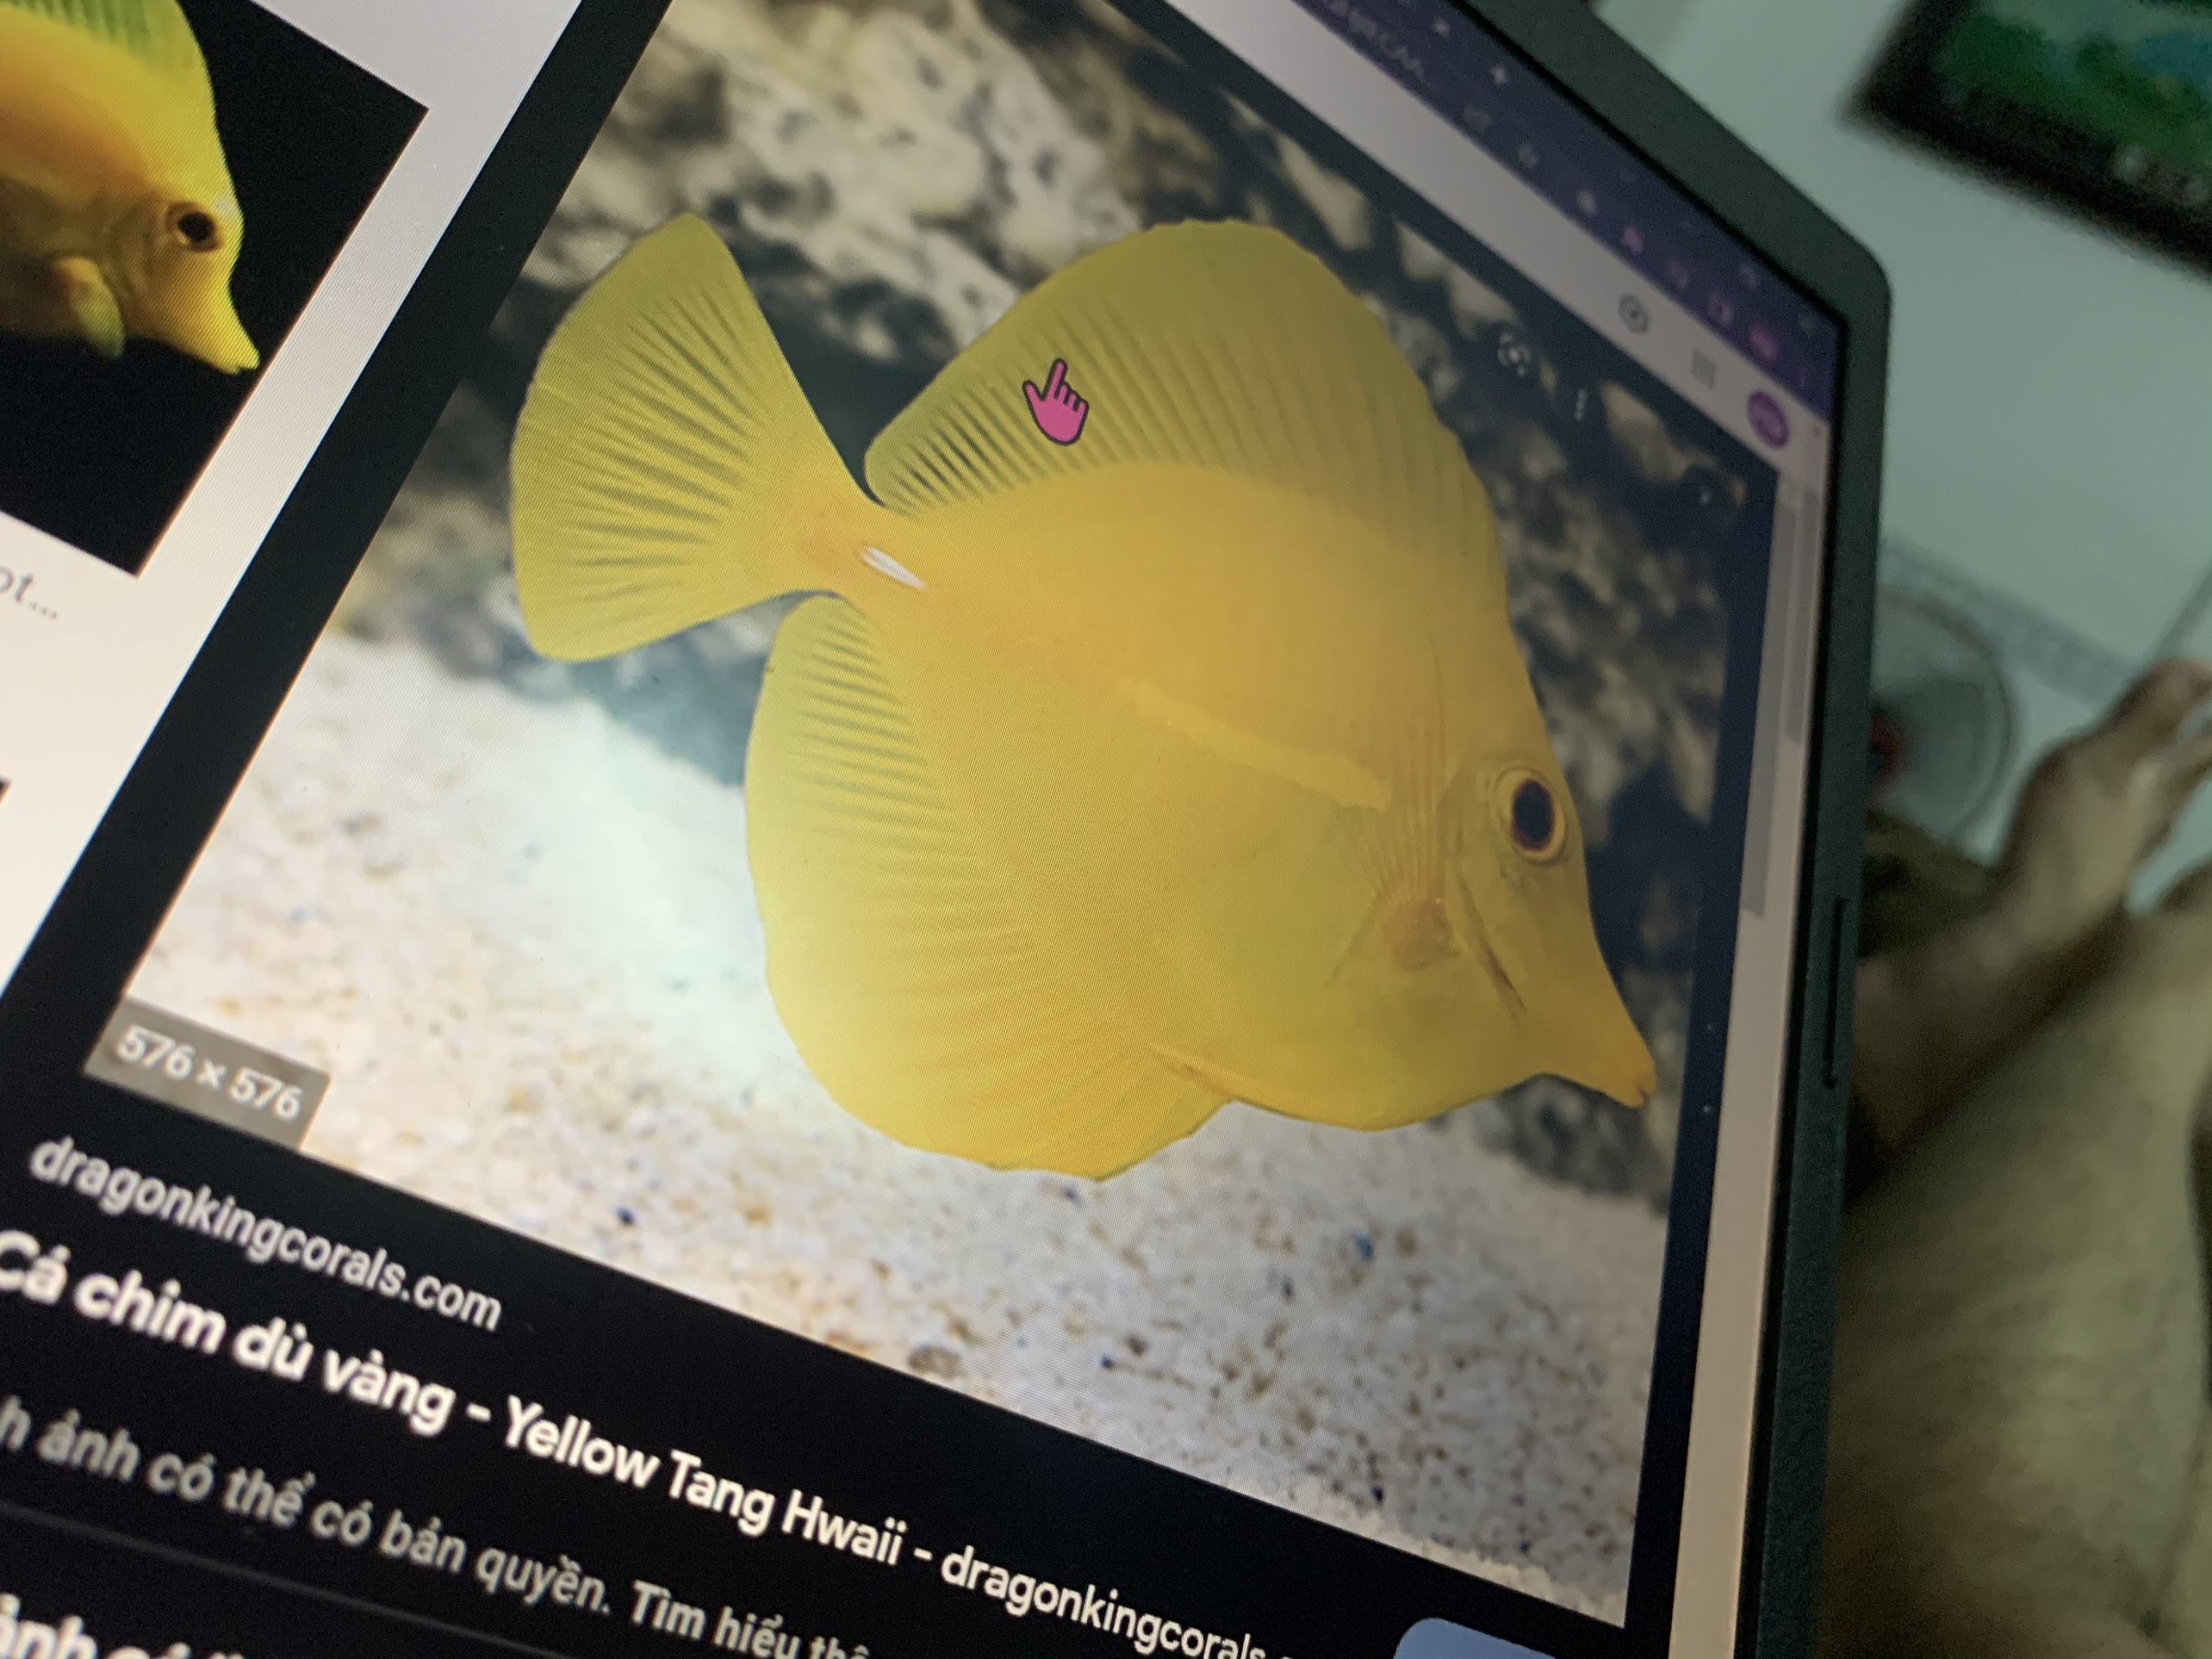 ot...
576 × 576
dragonkingcorals.com
Cá chim dù vàng - Yellow Tang Hwaii - dragonkingcorals
ảnh có thể có bản quyền. Tìm hiểu